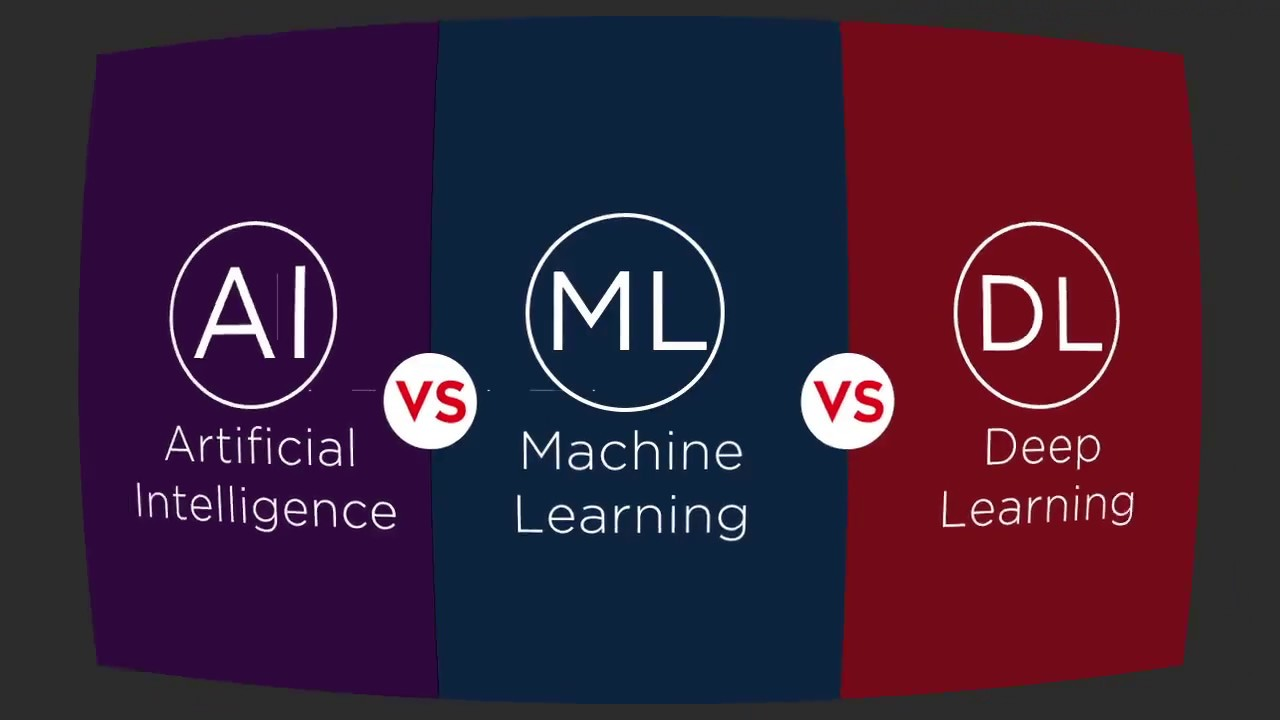 AI
Artificial
Intelligence
VS
ML
Machine
Learning
VS
DL
Deep
Learning